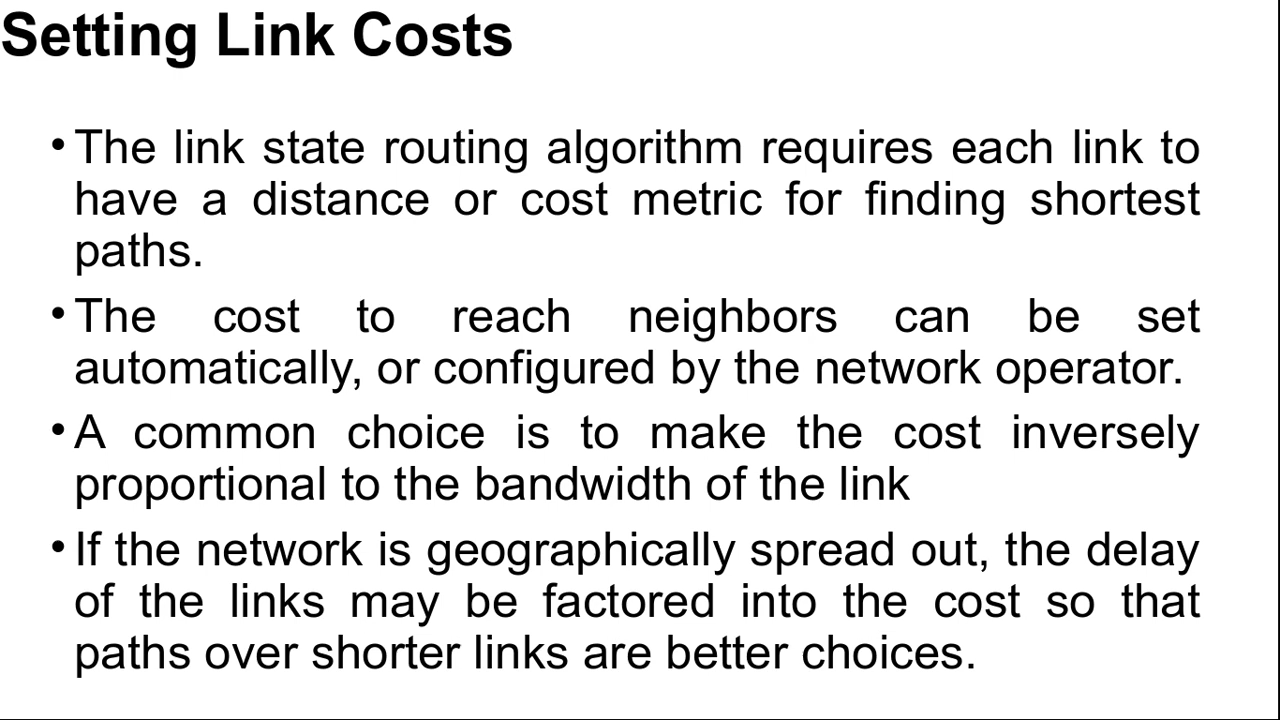 Setting Link Costs
• The link state routing algorithm requires each link to
have a distance or cost metric for finding shortest
paths.
• The cost to reach neighbors can be set
automatically, or configured by the network operator.
• A common choice is to make the cost inversely
proportional to the bandwidth of the link
• If the network is geographically spread out, the delay
of the links may be factored into the cost so that
paths over shorter links are better choices.